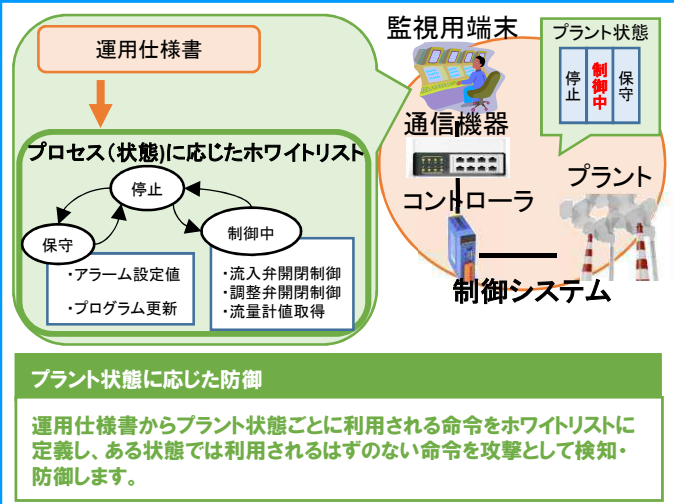 運用仕様書
プロセス(状態)に応じたホワイトリスト
停止
保守
制御中
・アラーム設定値
・プログラム更新
・流入弁開閉制御
・調整弁開閉制御
・流量計値取得
監視用端末
通信機器
コントローラ
プラント
制御システム
プラント状態
停止
制御中
保守
プラント状態に応じた防御
運用仕様書からプラント状態ごとに利用される命令をホワイトリストに
定義し、ある状態では利用されるはずのない命令を攻撃として検知・
防御します。